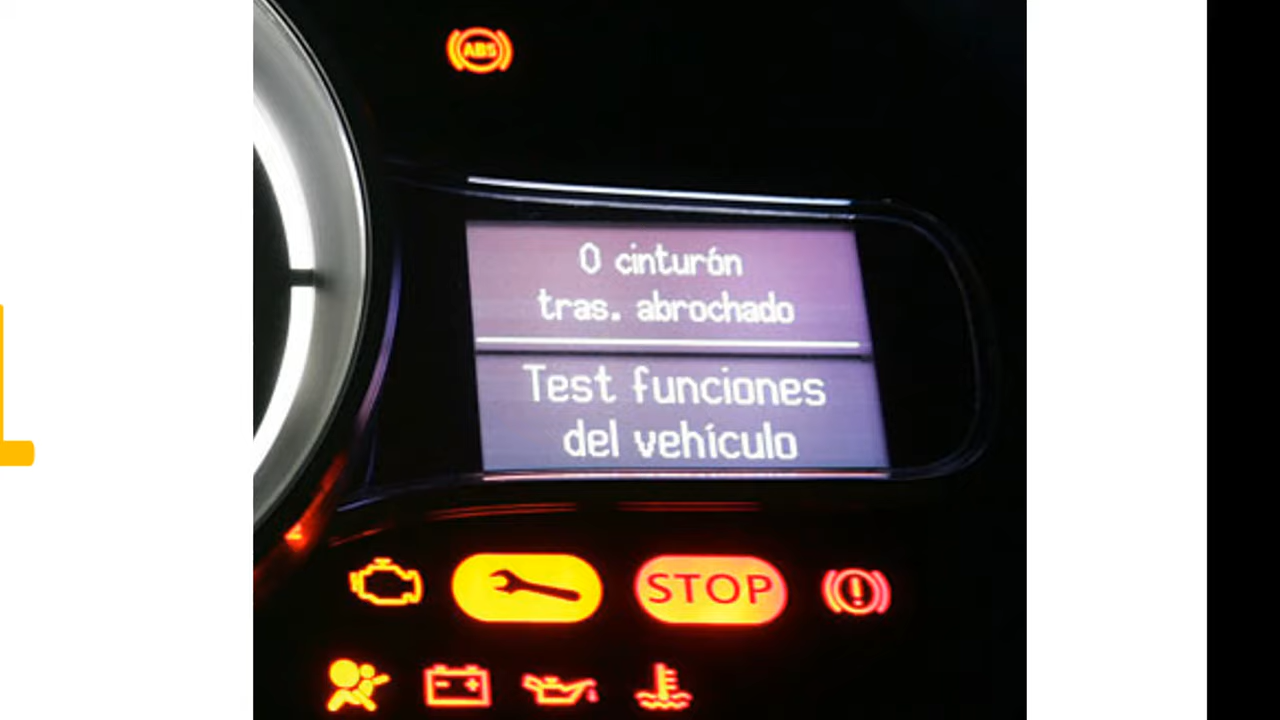 ABS
0 cinturón
tras. abrochado
Test funciones
del vehículo
STOP